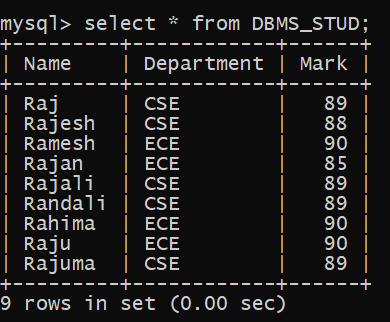 mysql> select * from DBMS_STUD;
+---------+------------+------+
| Name    | Department | Mark |
+---------+------------+------+
| Raj     | CSE        |   89 |
| Rajesh  | CSE        |   88 |
| Ramesh  | ECE        |   90 |
| Rajan   | ECE        |   85 |
| Rajali  | CSE        |   89 |
| Randali | CSE        |   89 |
| Rahima  | ECE        |   90 |
| Raju    | ECE        |   90 |
| Rajuma  | CSE        |   89 |
+---------+------------+------+
9 rows in set (0.00 sec)